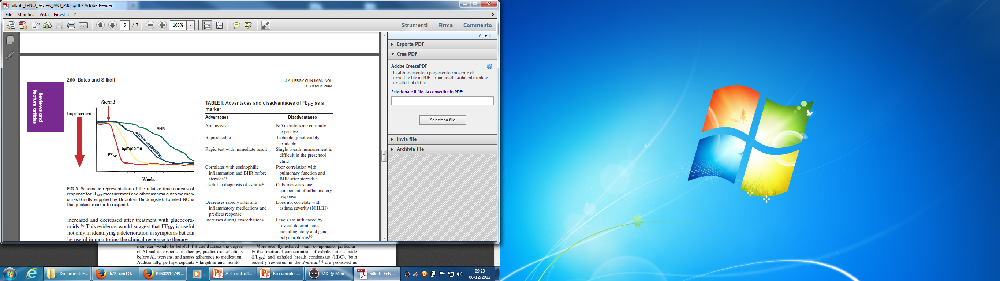 Silkoff_FeNO_Review_JACI_2003.pdf - Adobe Reader
File Modifica Vista Finestra ?
5 / 7 105% Strumenti Firma Commento
Accedi
Esporta PDF
Crea PDF
Adobe CreatePDF
Un abbonamento a pagamento consente di
convertire file in PDF e combinarli facilmente online
con altri tipi di file.
Selezionare il file da convertire in PDF:
Seleziona file
Invia file
Archivia file
260 Bates and Silkoff
J ALLERGY CLIN IMMUNOL
FEBRUARY 2003
Reviews and
feature articles
Steroid
Improvement
BHR
airflow obstruction
symptoms
FENO
Weeks
FIG 3. Schematic representation of the relative time courses of
response for FENO measurement and other asthma outcome mea-
sures (kindly supplied by Dr Johan De Jongste). Exhaled NO is
the quickest marker to respond.
increased and decreased after treatment with glucocorti-
coids.46 This evidence would suggest that FENO is useful
not only in identifying a deterioration in symptoms but can
be useful in monitoring the clinical response to therapy.
TABLE I. Advantages and disadvantages of FENO as a
marker
Advantages Disadvantages
Noninvasive NO monitors are currently
expensive
Reproducible Technology not widely
available
Rapid test with immediate result Single breath measurement is
difficult in the preschool
child
Correlates with eosinophilic Poor correlation with
inflammation and BHR before pulmonary function and
steroids31 BHR after steroids36
Useful in diagnosis of asthma40 Only measures one
component of inflammatory
response
Decreases rapidly after anti- Does not correlate with
inflammatory medications and asthma severity (NHLBI)
predicts response
Increases during exacerbations Levels are influenced by
several determinants,
including atopy and gene
polymorphisms30
mometer" would be helpful if it could assess the degree
of AI and its response to therapy, predict exacerbations
before AL worsens, and assess adherence to medication.
Additionally, perhaps separately targeting and monitor-
More recently, exhaled breath components, particular-
ly the fractional concentration of exhaled nitric oxide
(FENO) and exhaled breath condensate (EBC), both
recently reviewed in the Journal,3,4 are proposed as
Documenti F... (672) uniTO... PIIS00916749... A_Il controll... Ricciardolo_... MD-@ Mini Silkoff_FeN...
09:23
06/12/2013